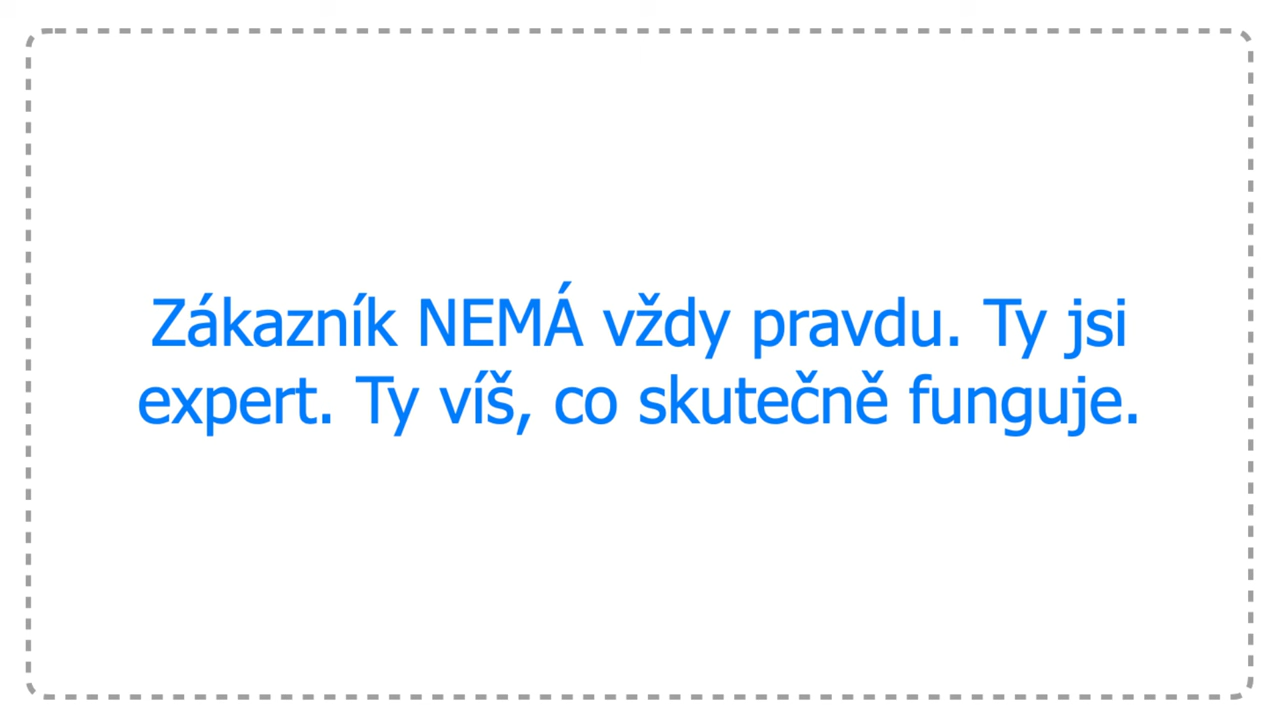 Zákazník NEMÁ vždy pravdu. Ty jsi
expert. Ty víš, co skutečně funguje.